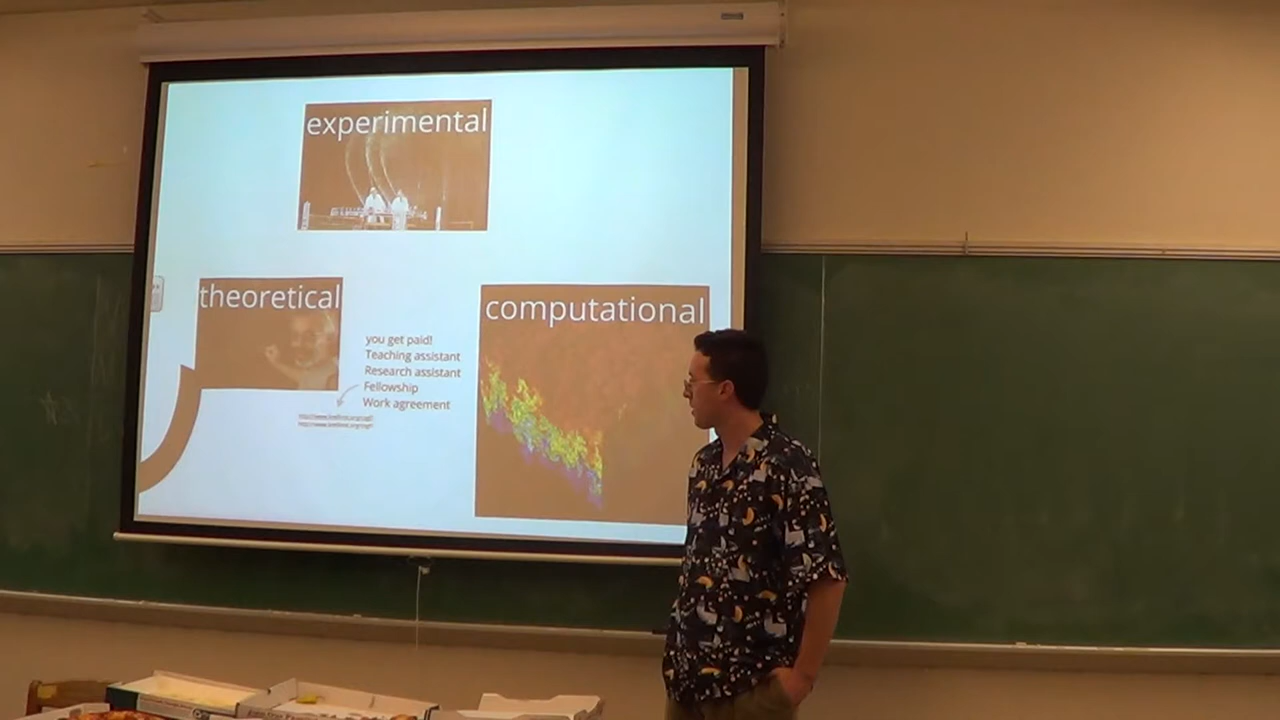 experimental
theoretical
computational
you get paid!
Teaching assistant
Research assistant
Fellowship
Work agreement